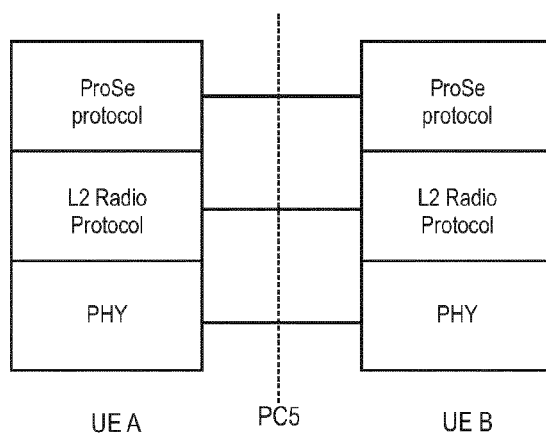 ProSe
protocol
ProSe
protocol
L2 Radio
Protocol
L2 Radio
Protocol
PHY
PHY
UE A
PC5
UE B